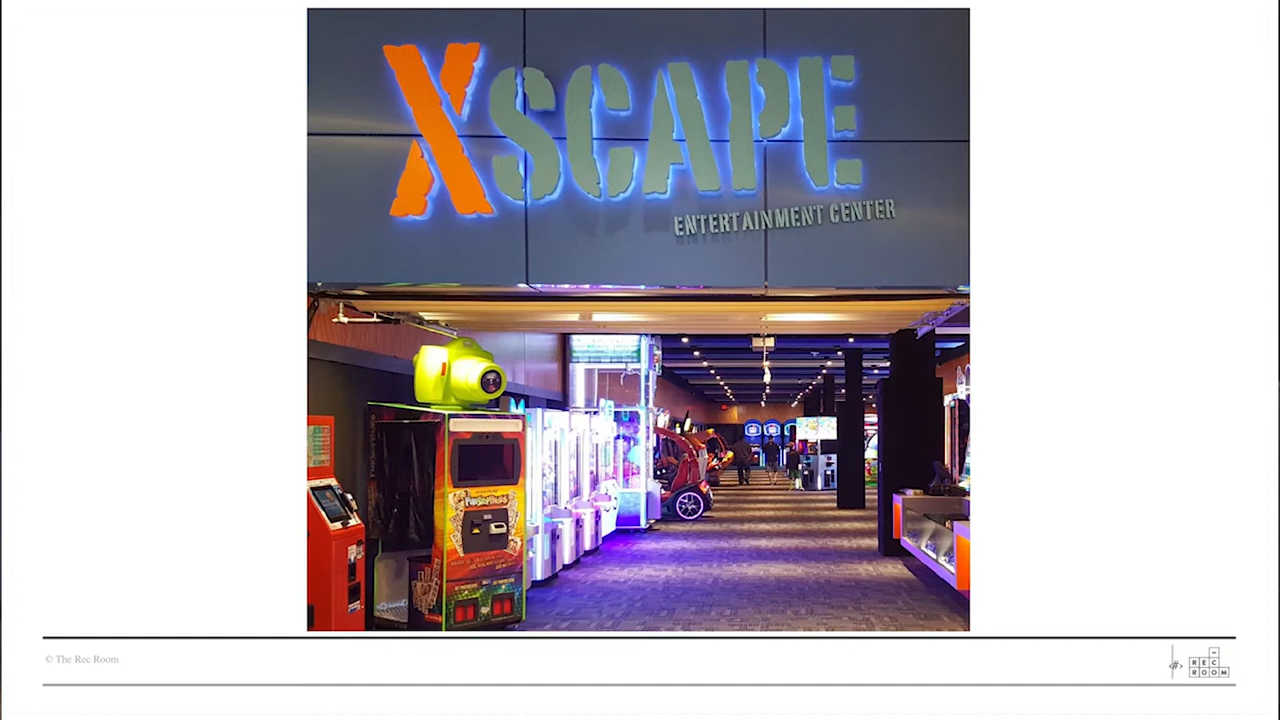 XSCAPE
ENTERTAINMENT CENTER
© The Rec Room
<#>
REC
ROOM